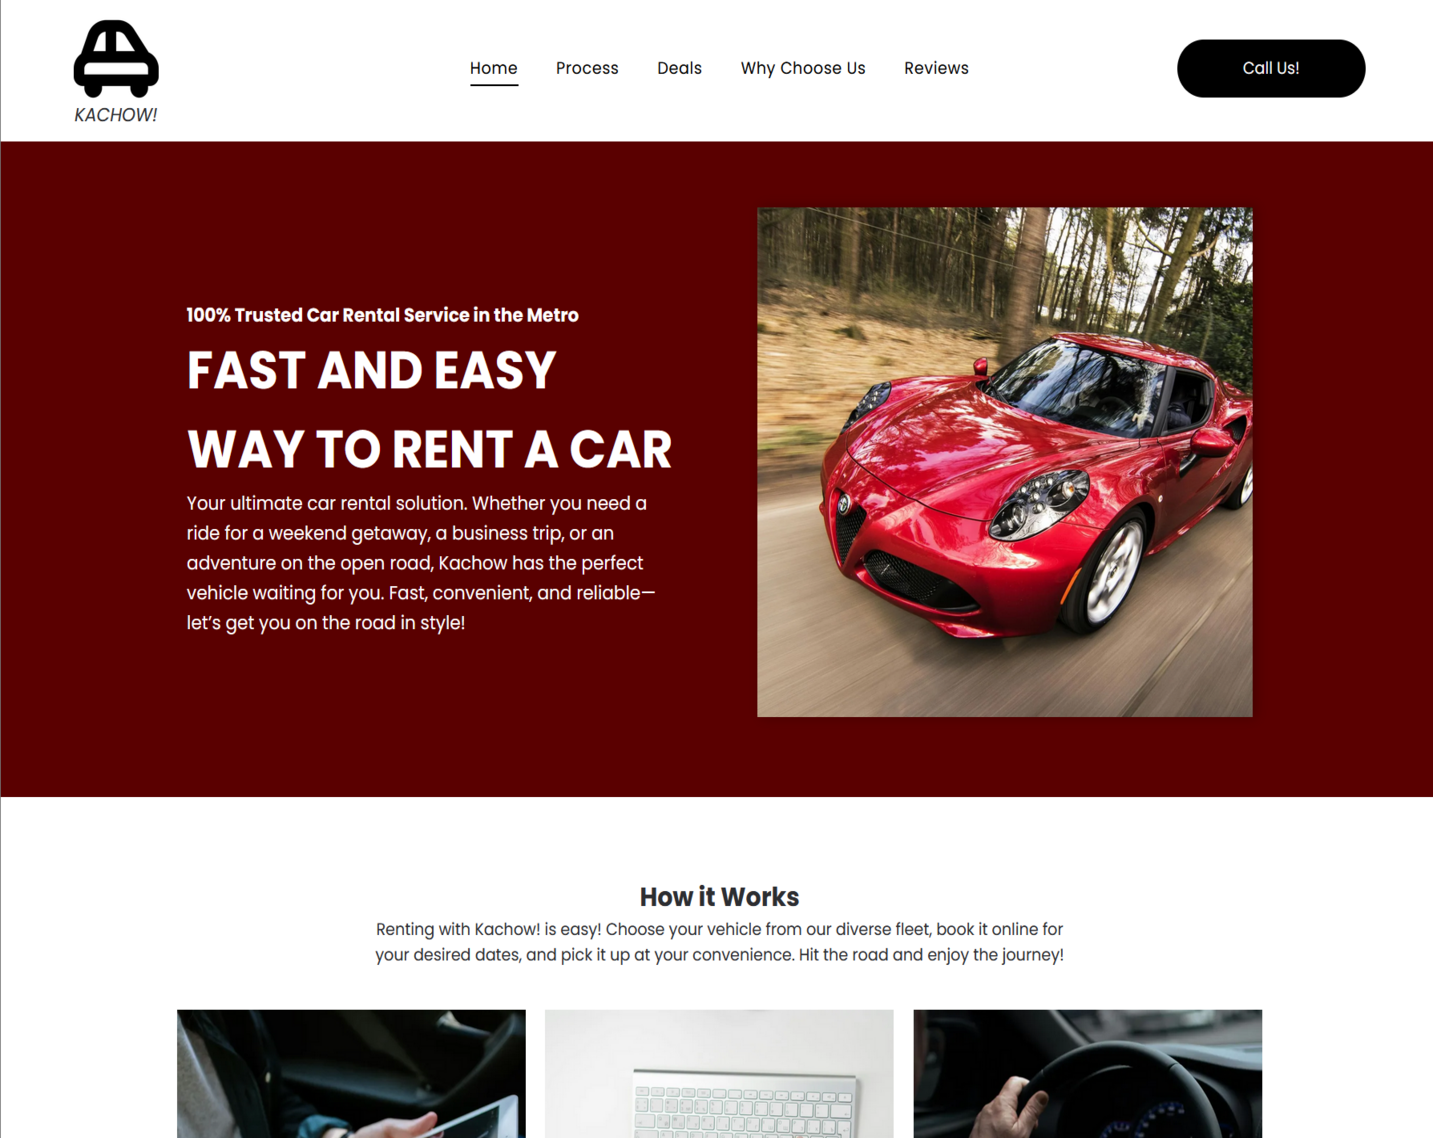 KACHOW!
Home
Process
Deals
Why Choose Us
Reviews
Call Us!
100% Trusted Car Rental Service in the Metro
FAST AND EASY
WAY TO RENT A CAR
Your ultimate car rental solution. Whether you need a
ride for a weekend getaway, a business trip, or an
adventure on the open road, Kachow has the perfect
vehicle waiting for you. Fast, convenient, and reliable—
let’s get you on the road in style!
How it Works
Renting with Kachow! is easy! Choose your vehicle from our diverse fleet, book it online for
your desired dates, and pick it up at your convenience. Hit the road and enjoy the journey!